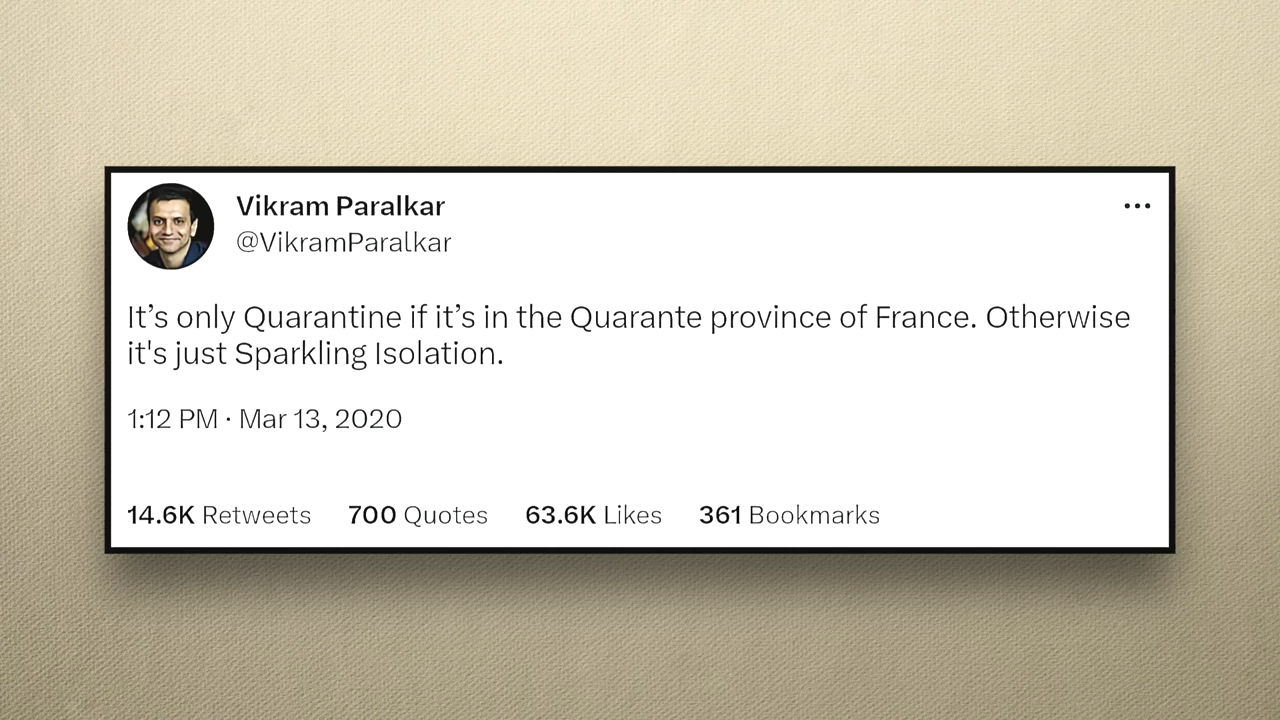 Vikram Paralkar
@VikramParalkar
It’s only Quarantine if it’s in the Quarante province of France. Otherwise
it's just Sparkling Isolation.
1:12 PM · Mar 13, 2020
14.6K Retweets 700 Quotes 63.6K Likes 361 Bookmarks